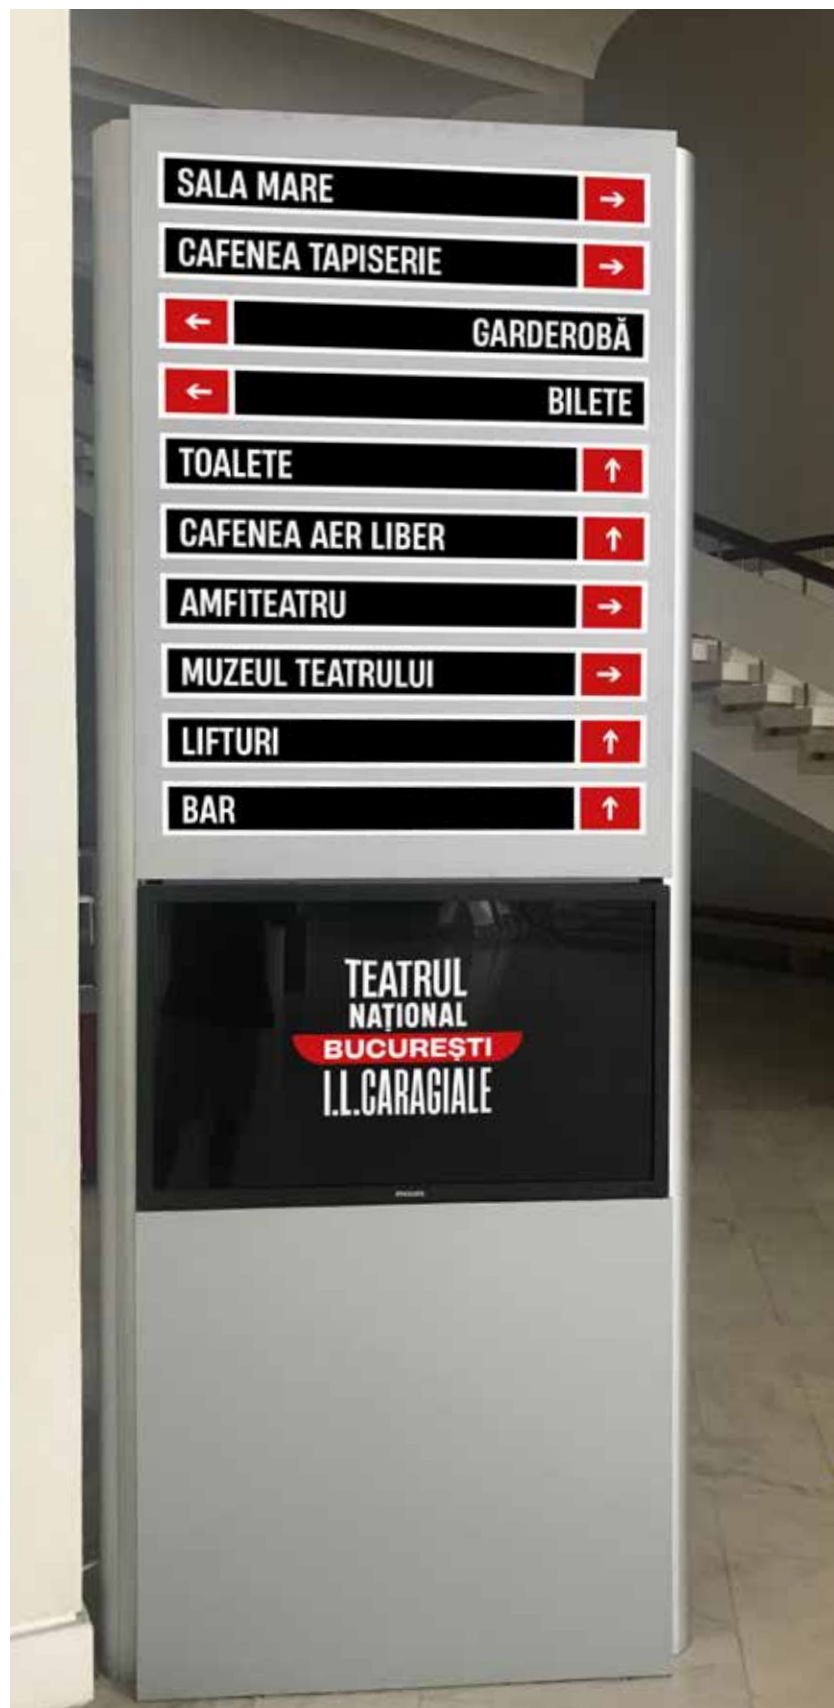 SALA MARE →
CAFENEA TAPISERIE →
← GARDEROBĂ
← BILETE
TOALETE ↑
CAFENEA AER LIBER ↑
AMFITEATRU →
MUZEUL TEATRULUI →
LIFTURI ↑
BAR ↑
TEATRUL
NAȚIONAL
BUCUREȘTI
I.L.CARAGIALE
PHILIPS